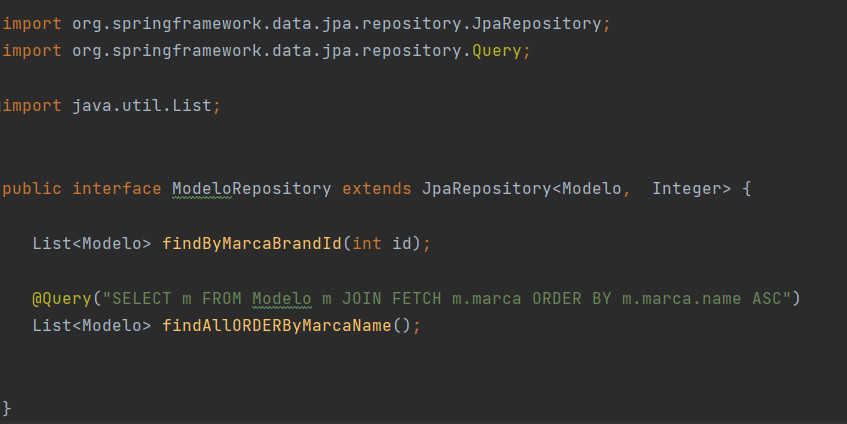 import org.springframework.data.jpa.repository.JpaRepository;
import org.springframework.data.jpa.repository.Query;
import java.util.List;
public interface ModeloRepository extends JpaRepository<Modelo,  Integer> {
List<Modelo> findByMarcaBrandId(int id);
@Query("SELECT m FROM Modelo m JOIN FETCH m.marca ORDER BY m.marca.name ASC")
List<Modelo> findAllORDERByMarcaName();
}